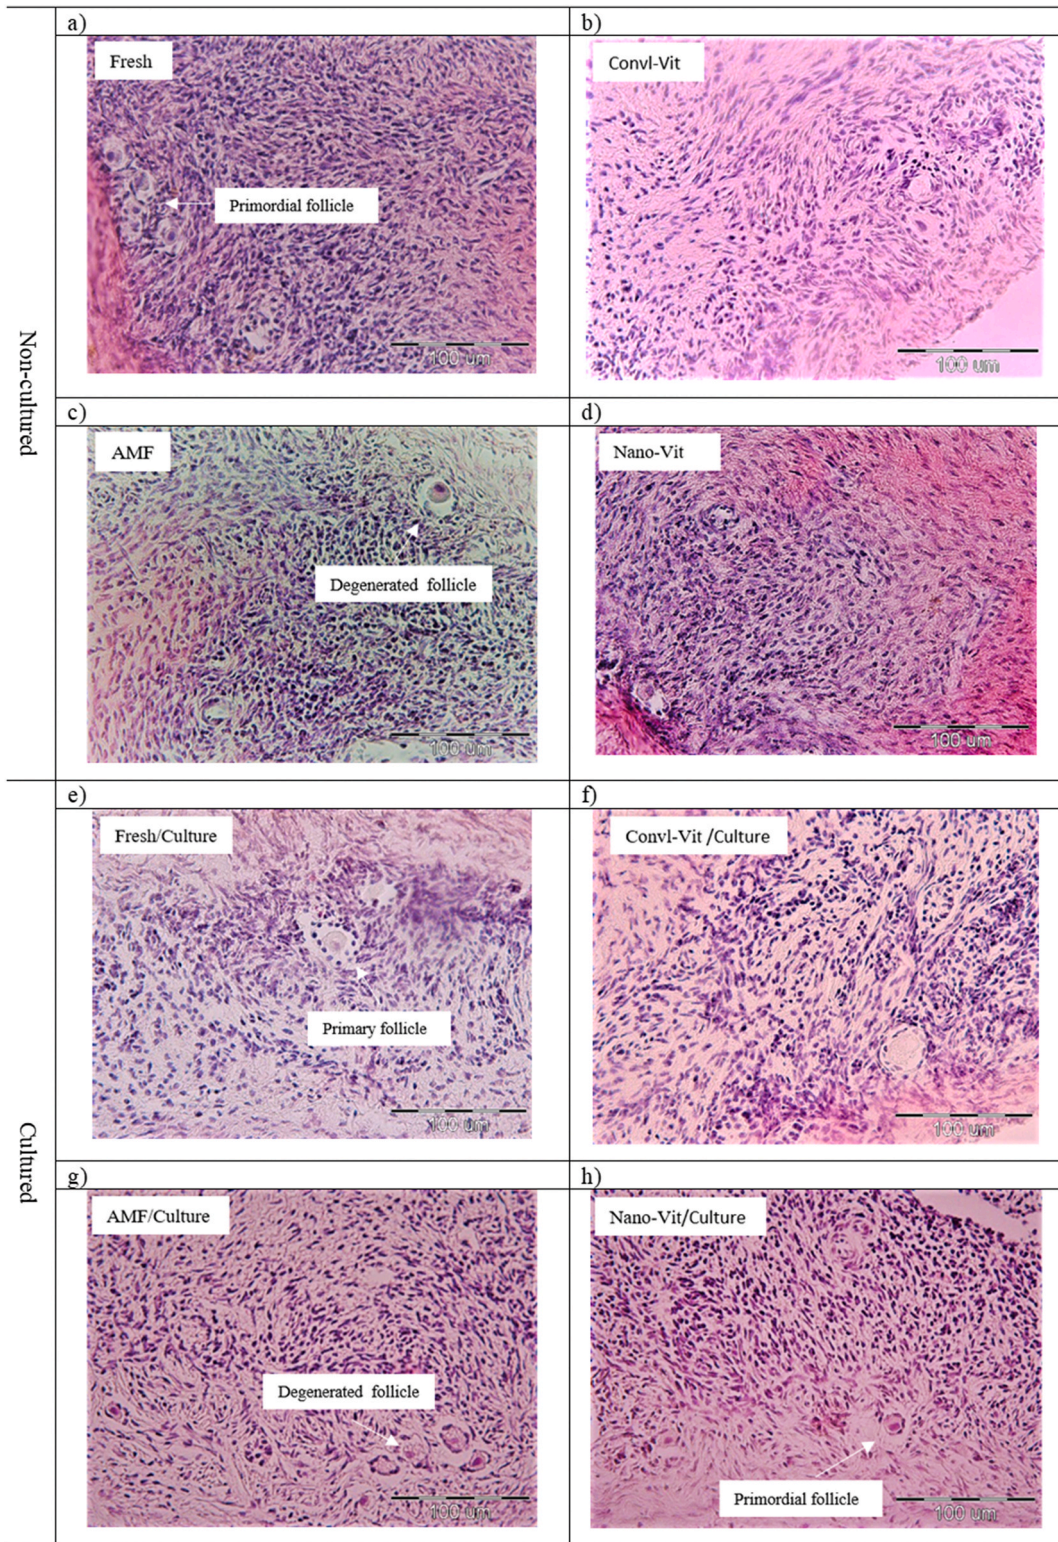 a)
b)
Fresh
Convl-Vit
Primordial follicle
100 um
100 um
Non-cultured
c)
d)
AMF
Nano-Vit
Degenerated follicle
100 um
100 um
e)
f)
Fresh/Culture
Convl-Vit /Culture
Primary follicle
100 um
100 um
Cultured
g)
h)
AMF/Culture
Nano-Vit/Culture
Degenerated follicle
Primordial follicle
100 um
100 um